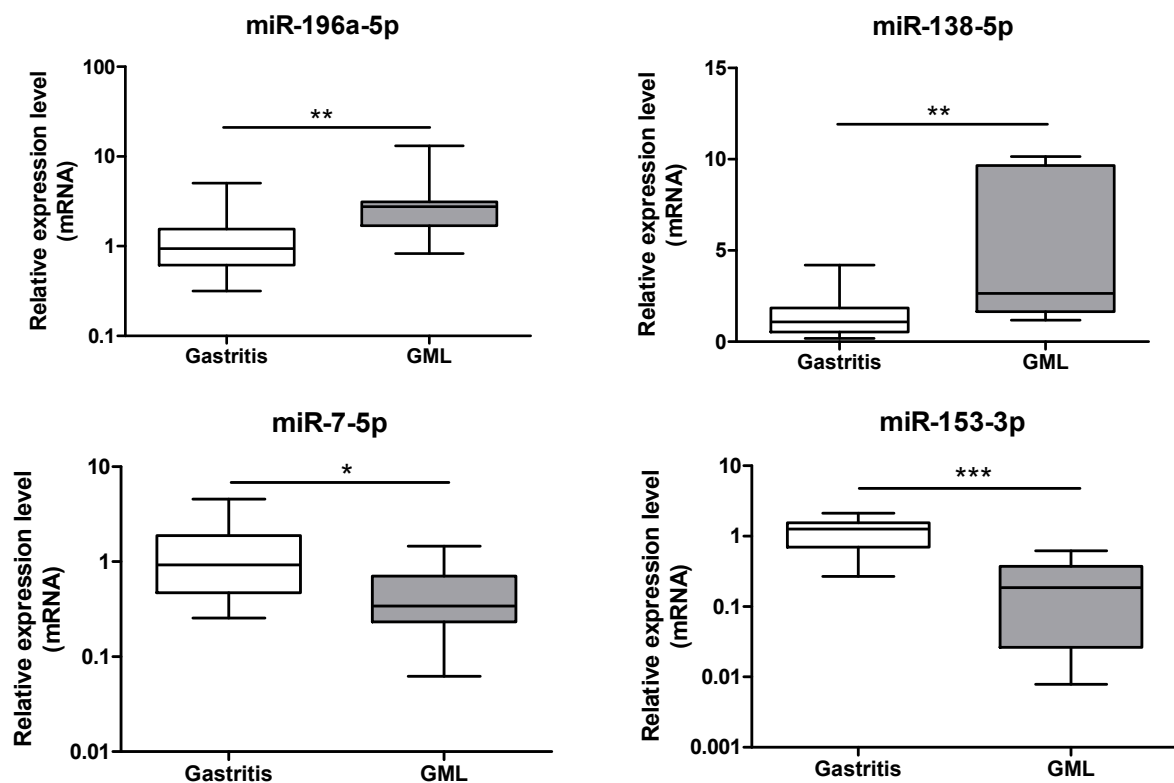 miR-196a-5p
Relative expression level
(mRNA)
100
10
1
0.1
**
Gastritis
GML
miR-138-5p
Relative expression level
(mRNA)
15
10
5
0
**
Gastritis
GML
miR-7-5p
Relative expression level
(mRNA)
10
1
0.1
0.01
*
Gastritis
GML
miR-153-3p
Relative expression level
(mRNA)
10
1
0.1
0.01
0.001
***
Gastritis
GML